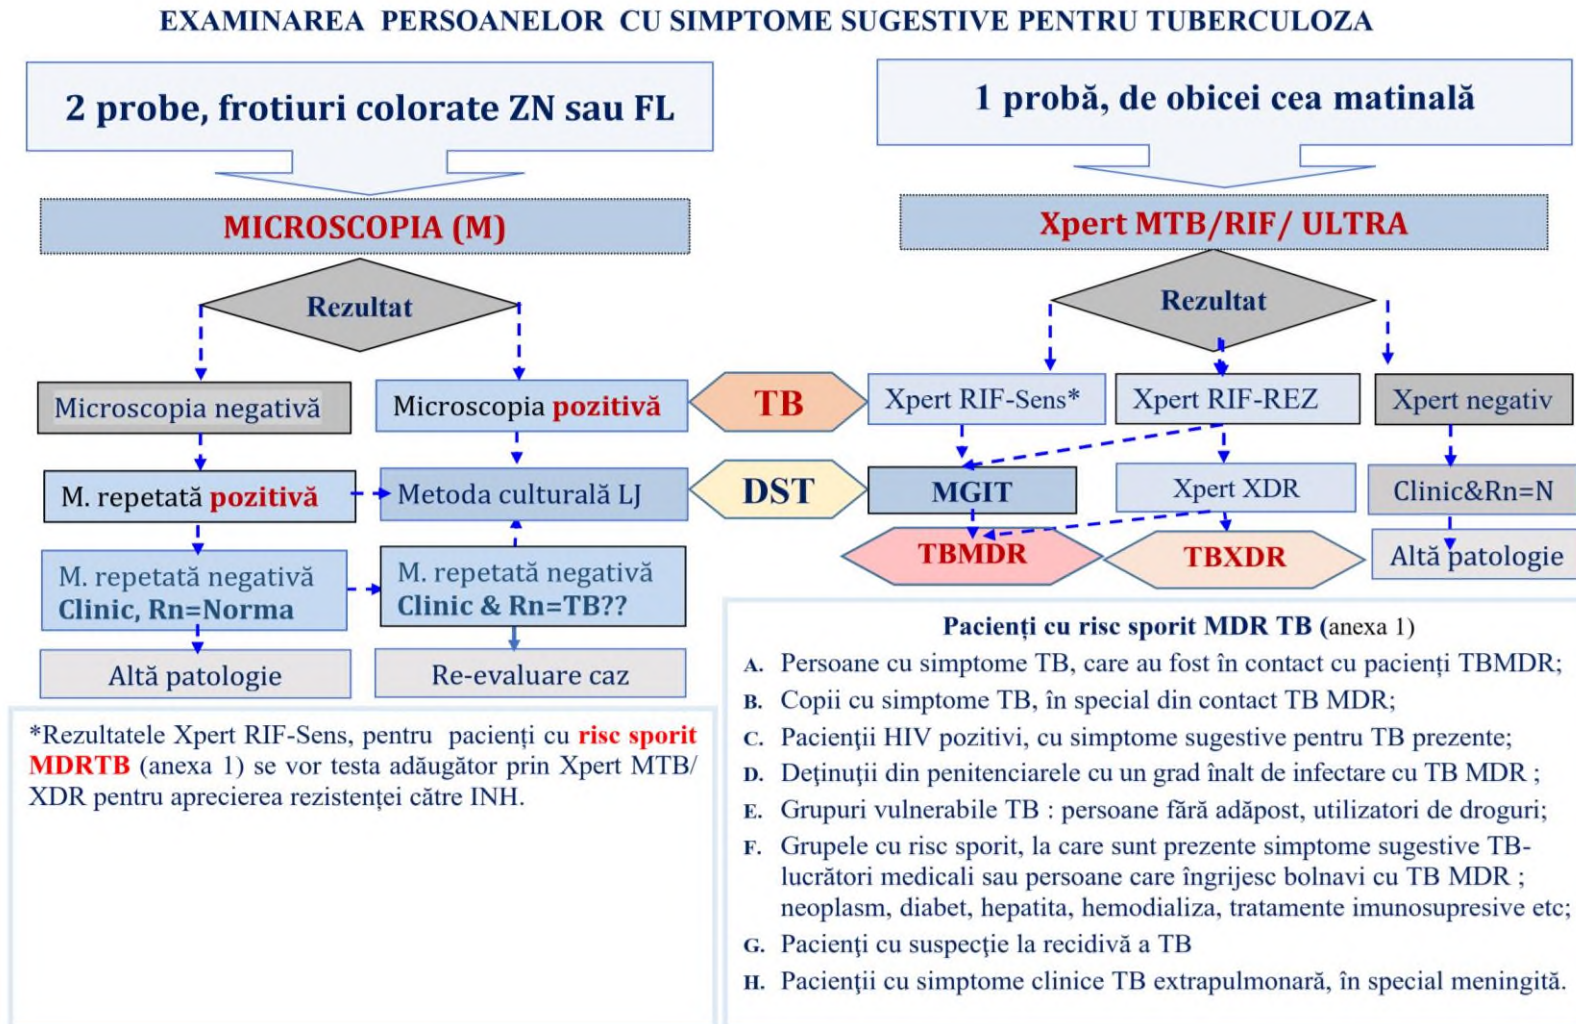 EXAMINAREA PERSOANELOR CU SIMPTOME SUGESTIVE PENTRU TUBERCULOZA
2 probe, frotiuri colorate ZN sau FL
1 probă, de obicei cea matinală
MICROSCOPIA (M)
Xpert MTB/RIF/ ULTRA
Rezultat
Rezultat
Microscopia negativă
Microscopia pozitivă
TB
Xpert RIF-Sens*
Xpert RIF-REZ
Xpert negativ
M. repetată pozitivă
Metoda culturală LJ
DST
MGIT
Xpert XDR
Clinic&Rn=N
M. repetată negativă
Clinic, Rn=Norma
M. repetată negativă
Clinic & Rn=TB??
TBMDR
TBXDR
Altă patologie
Altă patologie
Re-evaluare caz
*Rezultatele Xpert RIF-Sens, pentru pacienți cu risc sporit
MDRTB (anexa 1) se vor testa adăugător prin Xpert MTB/
XDR pentru aprecierea rezistenței către INH.
Pacienți cu risc sporit MDR TB (anexa 1)
A. Persoane cu simptome TB, care au fost în contact cu pacienți TBMDR;
B. Copii cu simptome TB, în special din contact TB MDR;
C. Pacienții HIV pozitivi, cu simptome sugestive pentru TB prezente;
D. Deținuții din penitenciarele cu un grad înalt de infectare cu TB MDR ;
E. Grupuri vulnerabile TB : persoane fără adăpost, utilizatori de droguri;
F. Grupele cu risc sporit, la care sunt prezente simptome sugestive TB-
lucrători medicali sau persoane care îngrijesc bolnavi cu TB MDR ;
neoplasm, diabet, hepatita, hemodializa, tratamente imunosupresive etc;
G. Pacienți cu suspecție la recidivă a TB
H. Pacienții cu simptome clinice TB extrapulmonară, în special meningită.